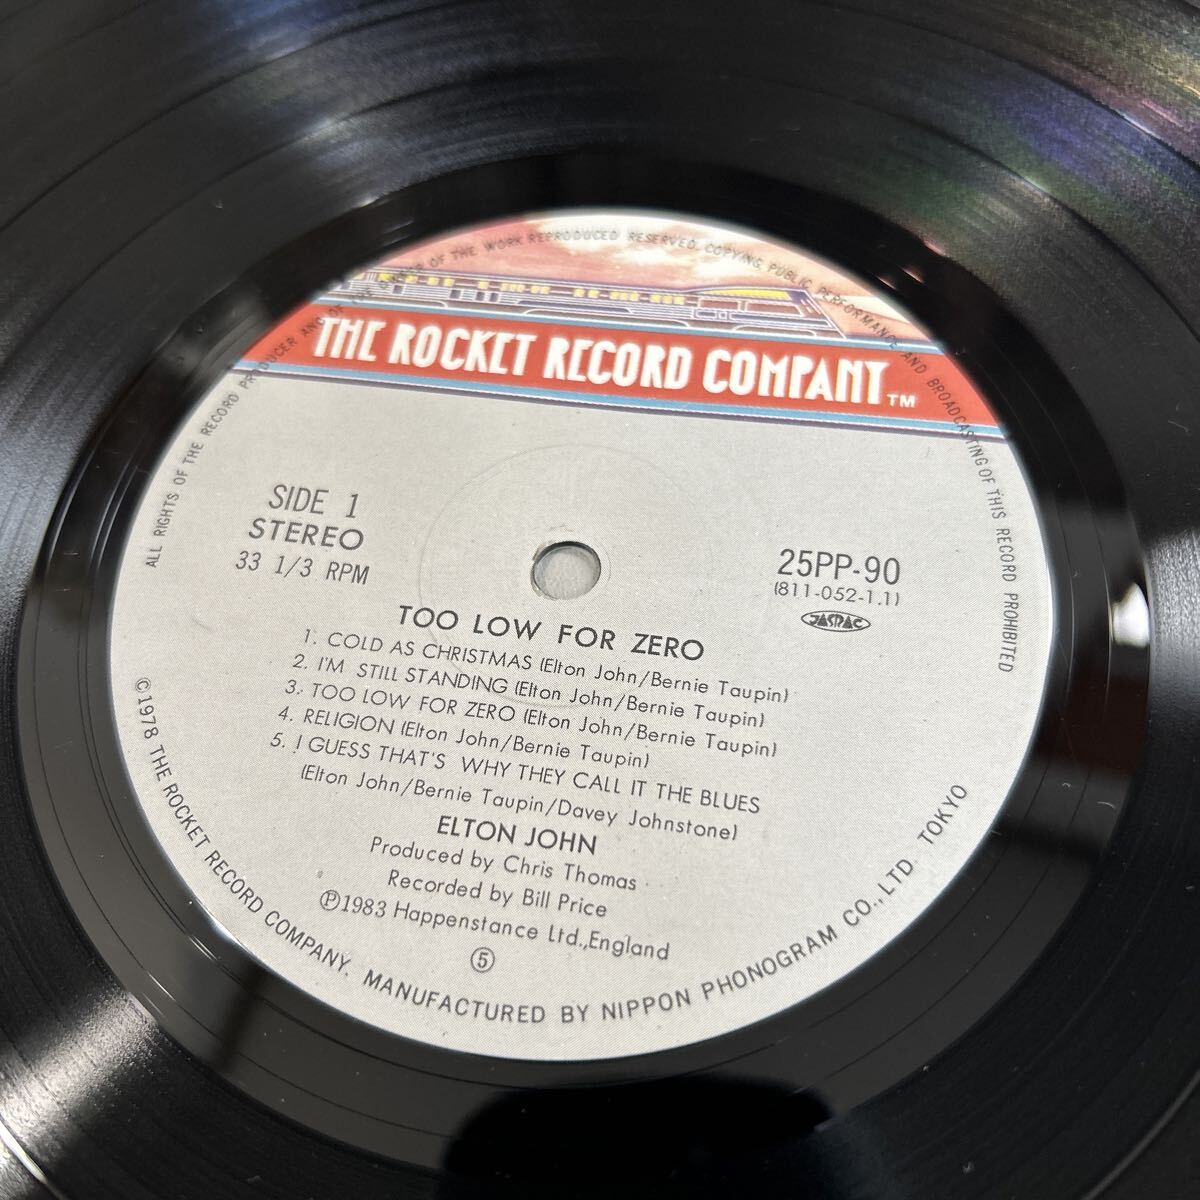 ALL RIGHTS OF THE RECORD PRODUCER AND OF THE OWNER OF THE WORK REPRODUCED RESERVED. COPYING, PUBLIC PERFORMANCE AND BROADCASTING OF THIS RECORD PROHIBITED
THE ROCKET RECORD COMPANY TM
SIDE 1
STEREO
33 1/3 RPM
25PP-90
(811-052-1.1)
JASRAC
TOO LOW FOR ZERO
1. COLD AS CHRISTMAS (Elton John/Bernie Taupin)
2. I'M STILL STANDING (Elton John/Bernie Taupin)
3. TOO LOW FOR ZERO (Elton John/Bernie Taupin)
4. RELIGION (Elton John/Bernie Taupin)
5. I GUESS THAT'S WHY THEY CALL IT THE BLUES
(Elton John/Bernie Taupin/Davey Johnstone)
ELTON JOHN
Produced by Chris Thomas
Recorded by Bill Price
Ⓟ1983 Happenstance Ltd.,England
⑤
©1978 THE ROCKET RECORD COMPANY. MANUFACTURED BY NIPPON PHONOGRAM CO., LTD. TOKYO